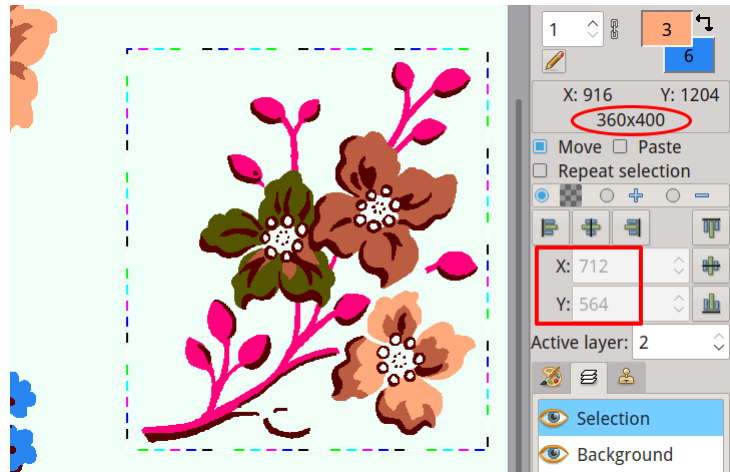 1
3
6
X: 916 Y: 1204
360x400
Move Paste
Repeat selection
X: 712
Y: 564
Active layer: 2
Selection
Background